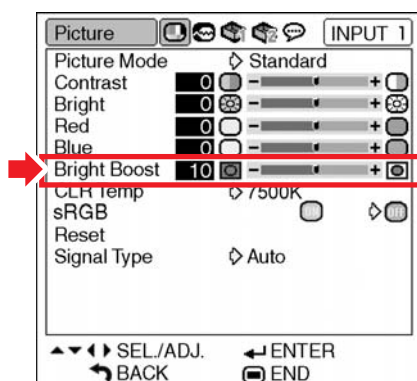 Picture INPUT 1
Picture Mode Standard
Contrast 0 - +
Bright 0 - +
Red 0 - +
Blue 0 - +
Bright Boost 10 - +
CLR Temp 7500K
sRGB
Reset
Signal Type Auto
SEL./ADJ. ENTER
BACK END